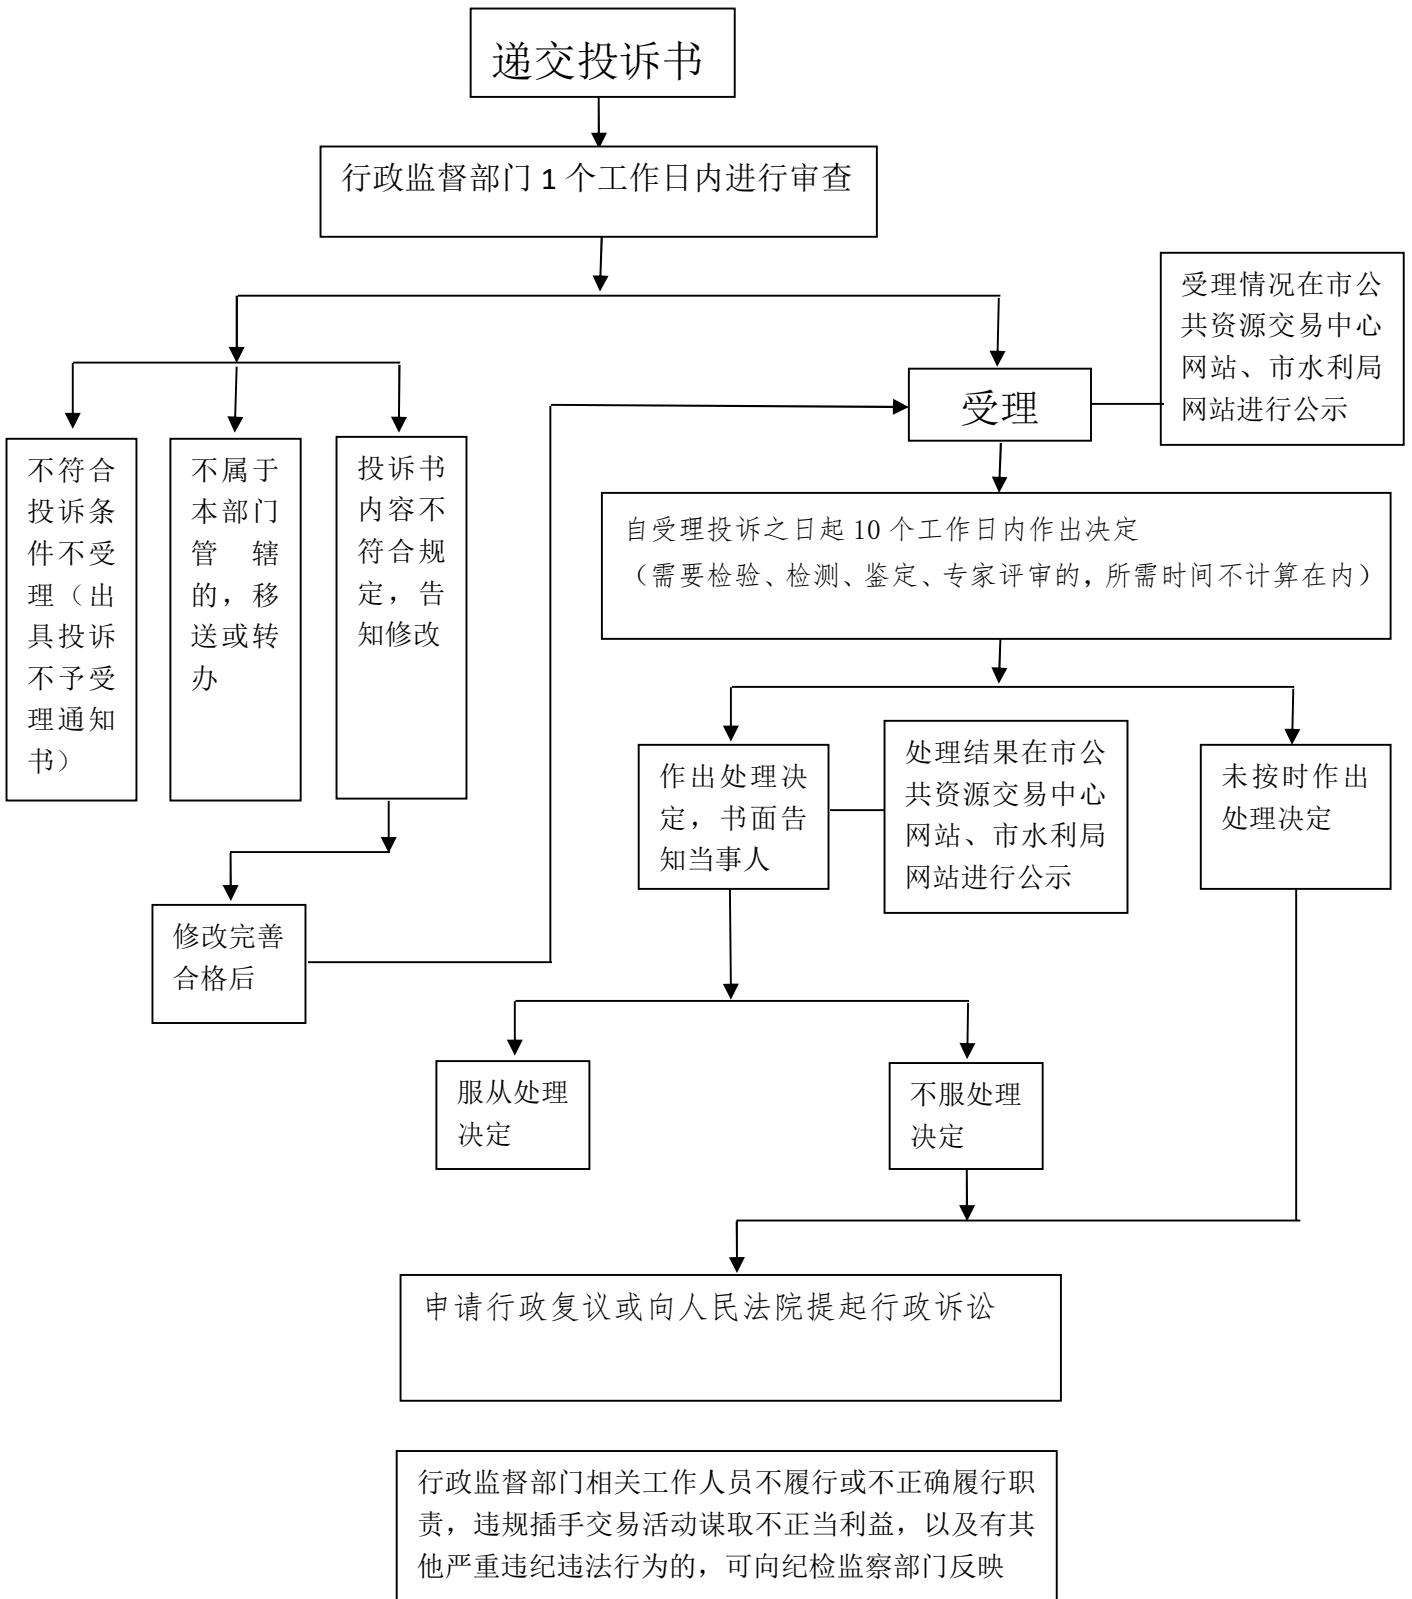 递交投诉书
行政监督部门 1 个工作日内进行审查
受理情况在市公
共资源交易中心
网站、市水利局
网站进行公示
受理
不符合
投诉条
件不受
理（出
具投诉
不予受
理通知
书）
不属于
本部门
管辖
的，移
送或转
办
投诉书
内容不
符合规
定，告
知修改
自受理投诉之日起 10 个工作日内作出决定
（需要检验、检测、鉴定、专家评审的，所需时间不计算在内）
作出处理决
定，书面告
知当事人
处理结果在市公
共资源交易中心
网站、市水利局
网站进行公示
未按时作出
处理决定
修改完善
合格后
服从处理
决定
不服处理
决定
申请行政复议或向人民法院提起行政诉讼
行政监督部门相关工作人员不履行或不正确履行职
责，违规插手交易活动谋取不正当利益，以及有其
他严重违纪违法行为的，可向纪检监察部门反映